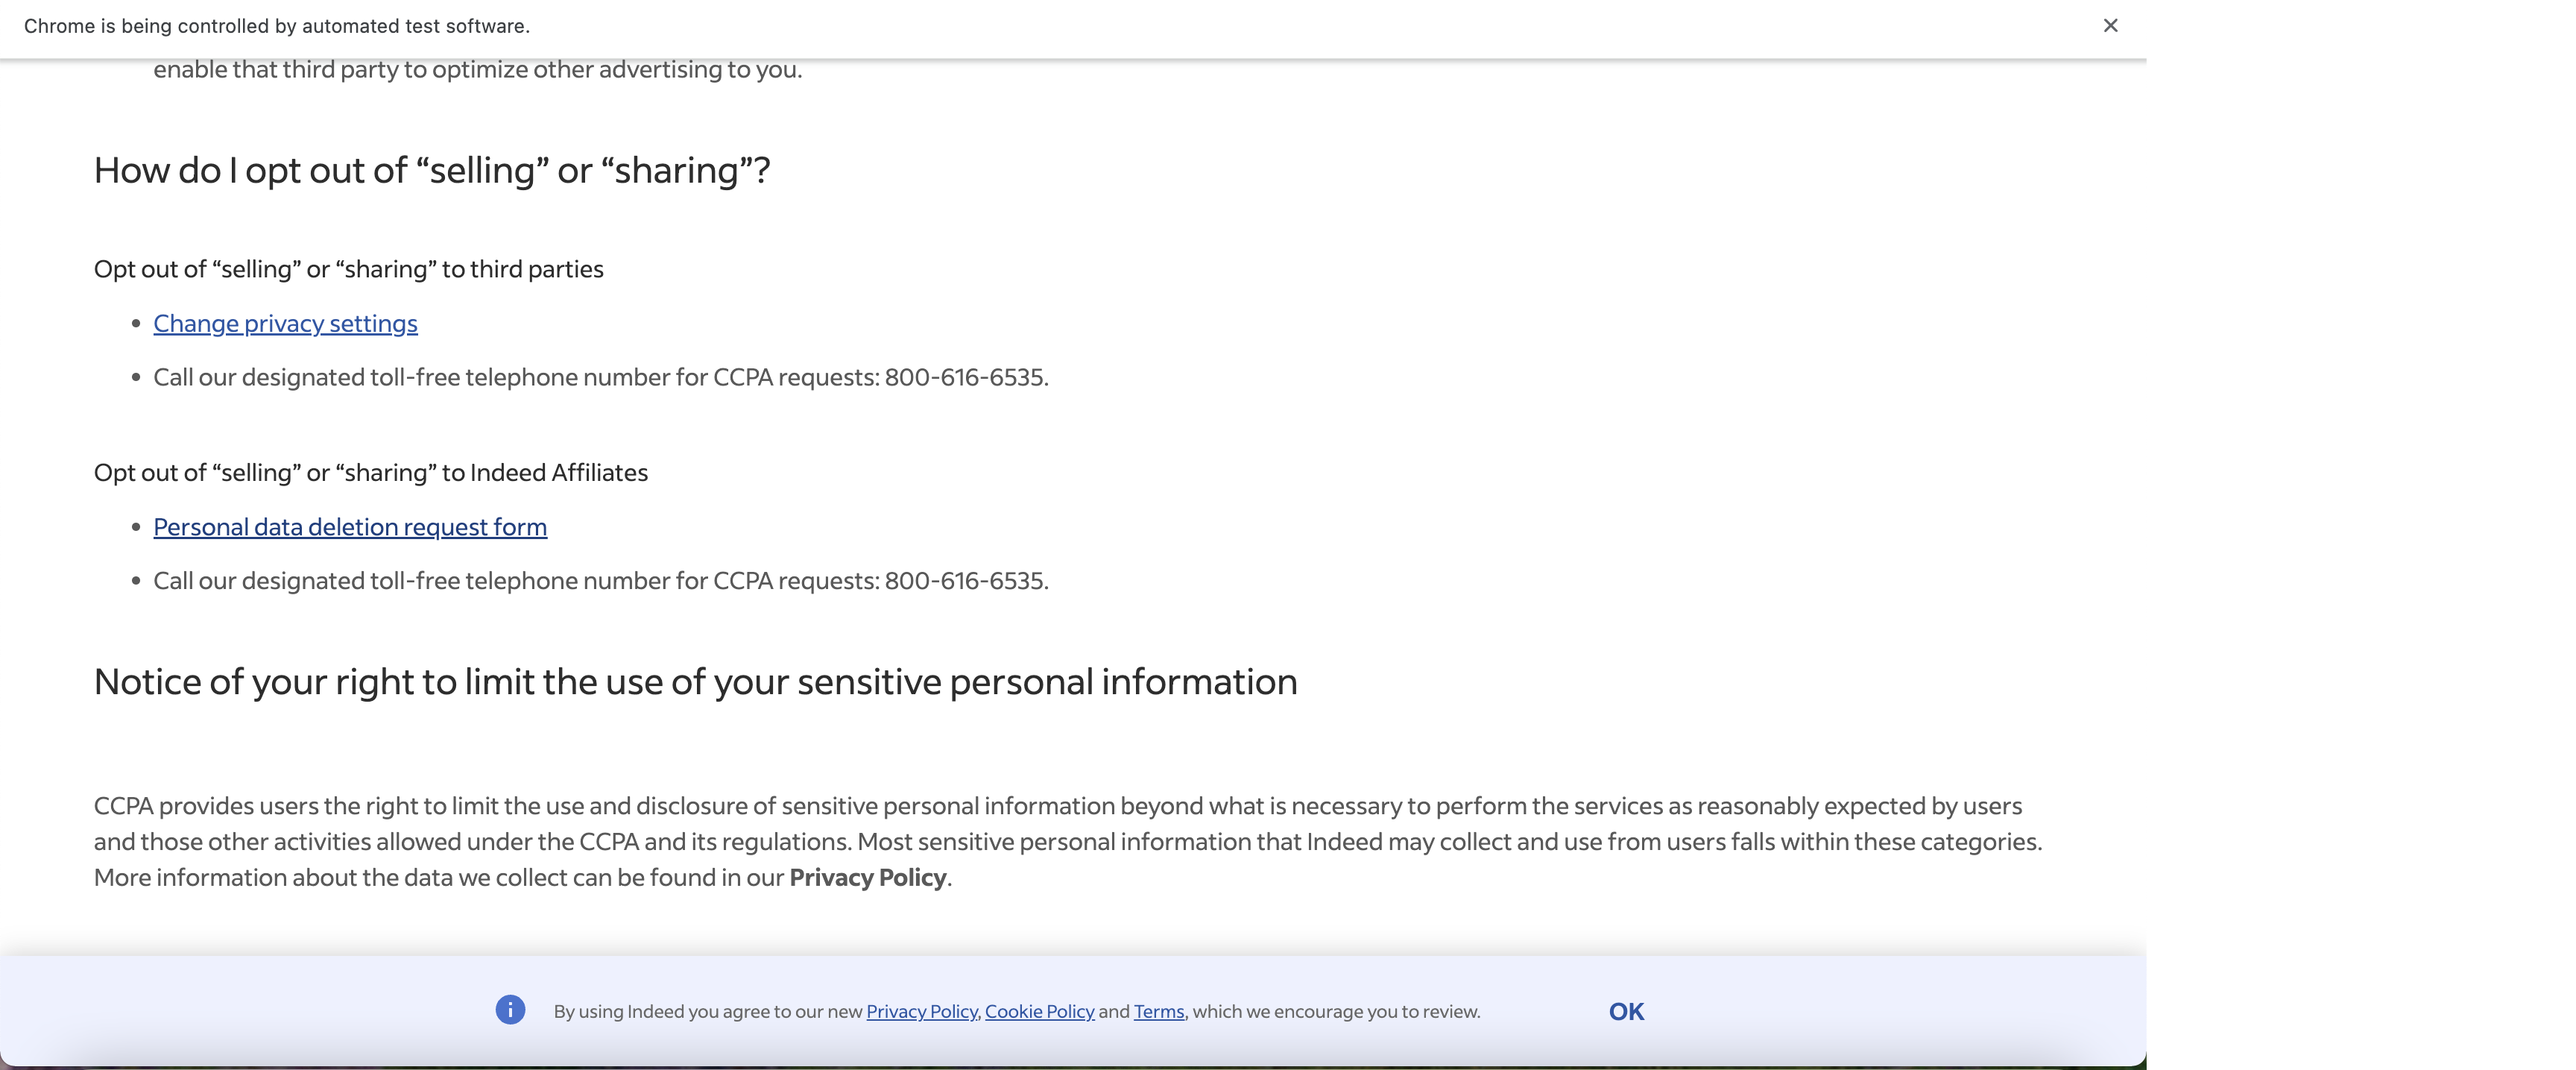 Chrome is being controlled by automated test software.
enable that third party to optimize other advertising to you.
How do I opt out of “selling” or “sharing”?
Opt out of “selling” or “sharing” to third parties
• Change privacy settings
• Call our designated toll-free telephone number for CCPA requests: 800-616-6535.
Opt out of “selling” or “sharing” to Indeed Affiliates
• Personal data deletion request form
• Call our designated toll-free telephone number for CCPA requests: 800-616-6535.
Notice of your right to limit the use of your sensitive personal information
CCPA provides users the right to limit the use and disclosure of sensitive personal information beyond what is necessary to perform the services as reasonably expected by users
and those other activities allowed under the CCPA and its regulations. Most sensitive personal information that Indeed may collect and use from users falls within these categories.
More information about the data we collect can be found in our Privacy Policy.
By using Indeed you agree to our new Privacy Policy, Cookie Policy and Terms, which we encourage you to review.
OK